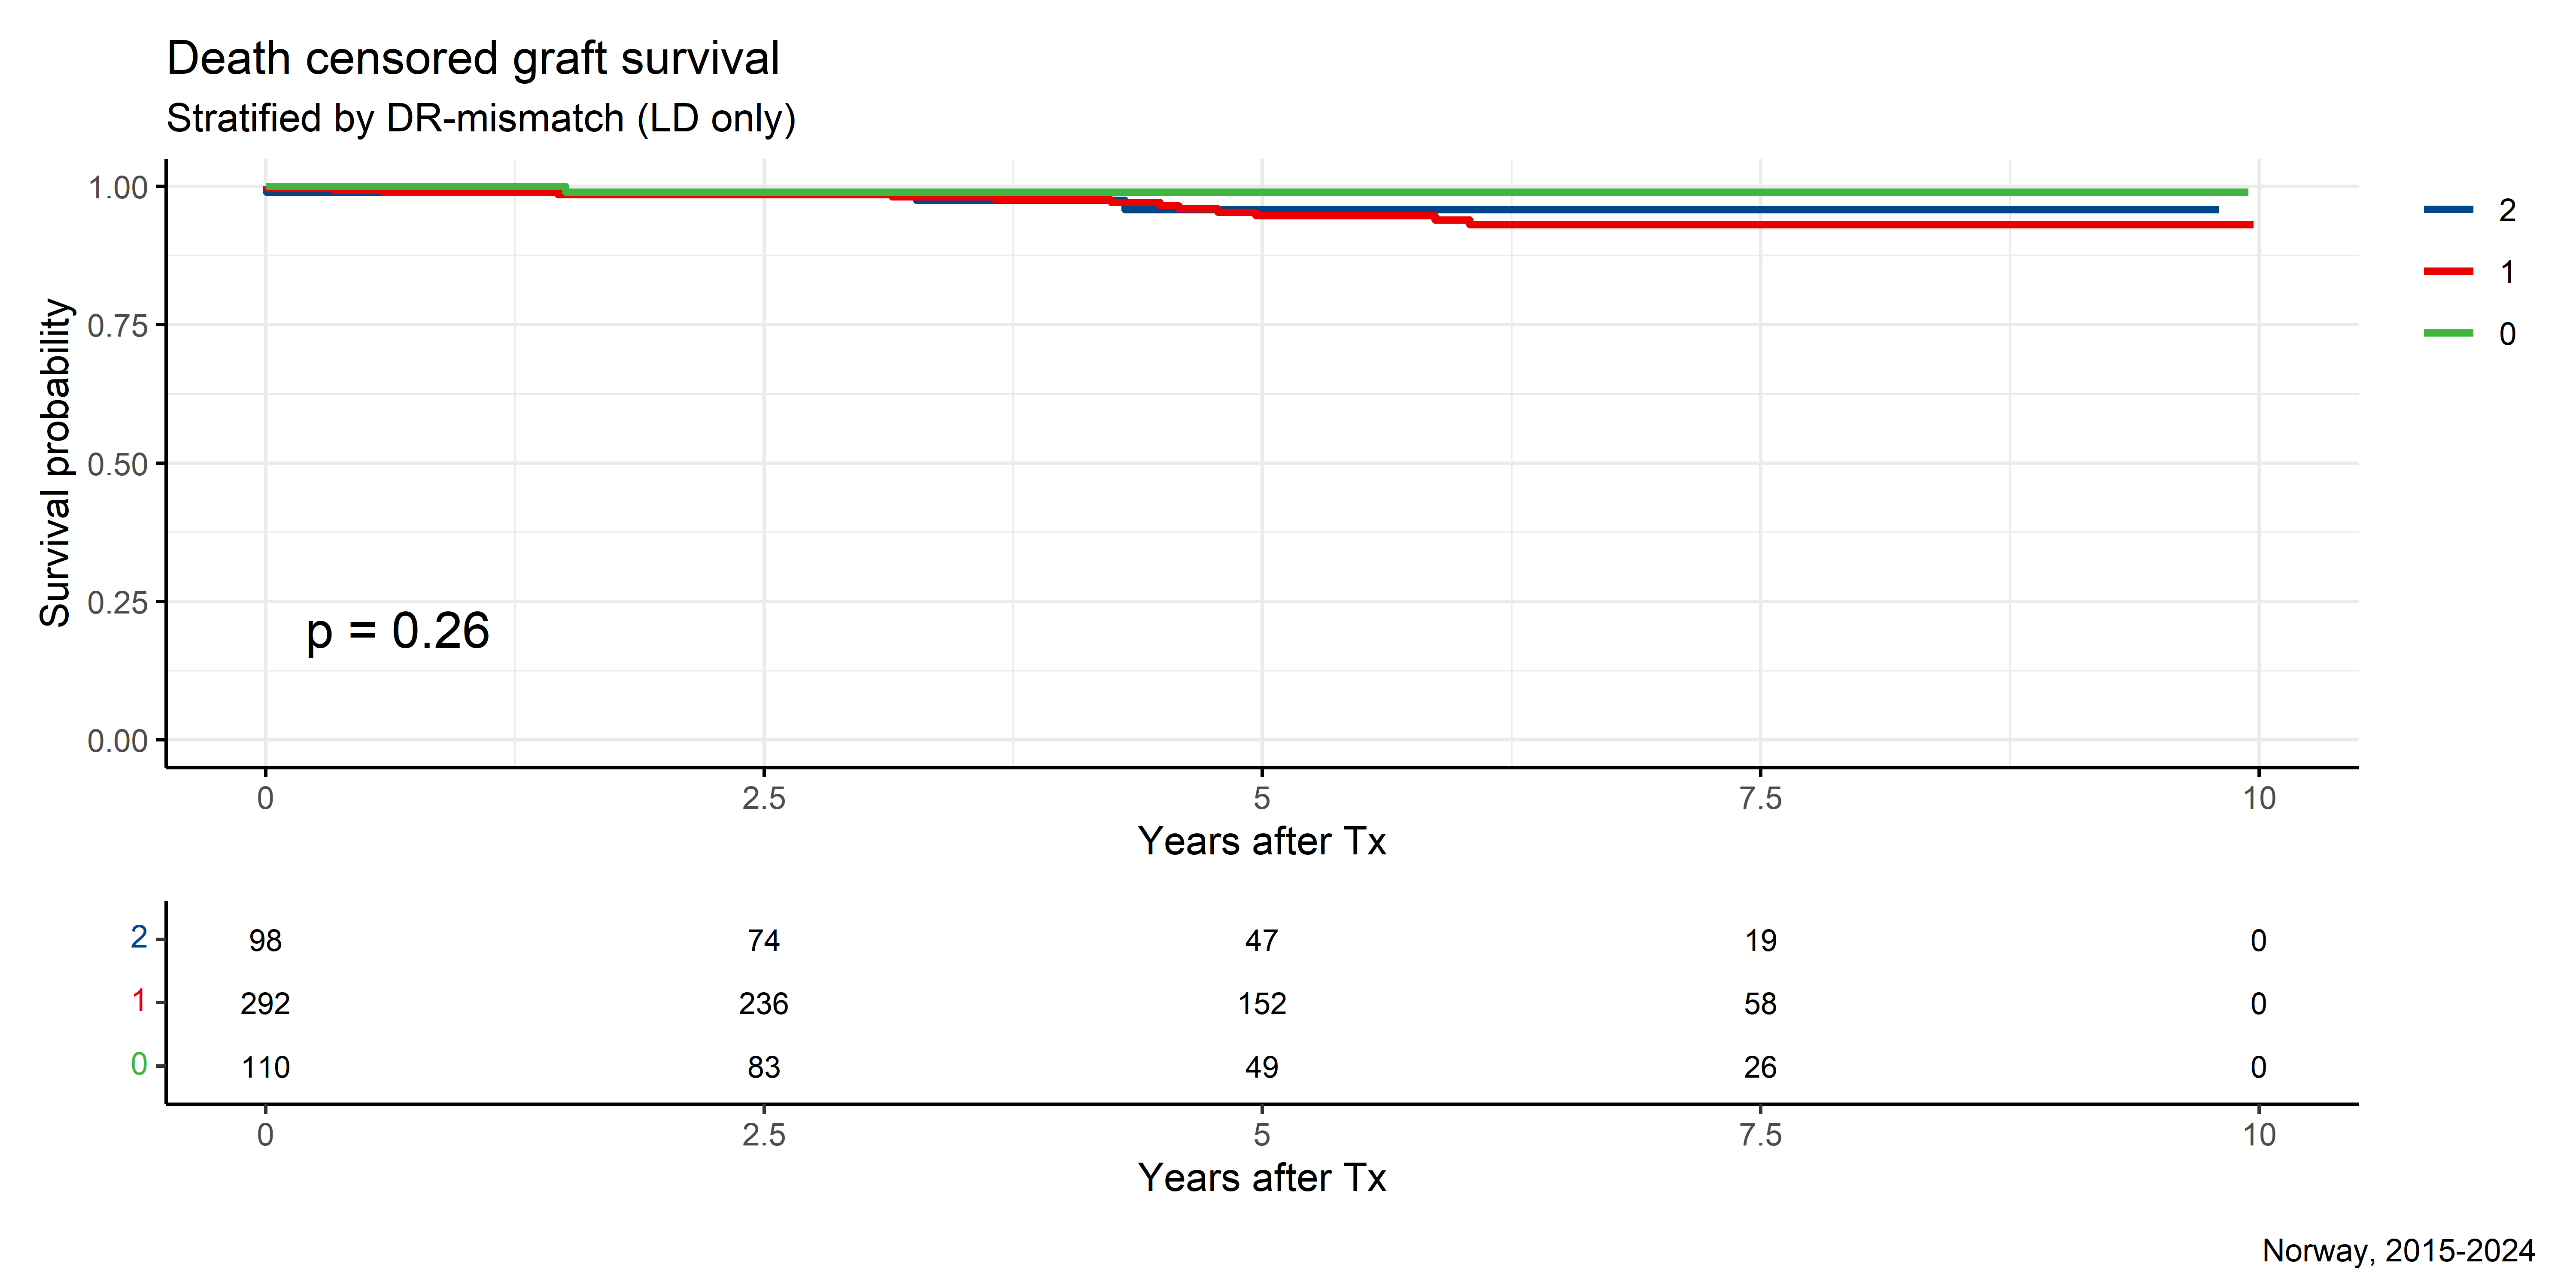 Death censored graft survival
Stratified by DR-mismatch (LD only)
Survival probability
1.00
0.75
0.50
0.25
0.00
p = 0.26
2
1
0
0 2.5 5 7.5 10
Years after Tx
2 98 74 47 19 0
1 292 236 152 58 0
0 110 83 49 26 0
0 2.5 5 7.5 10
Years after Tx
Norway, 2015-2024